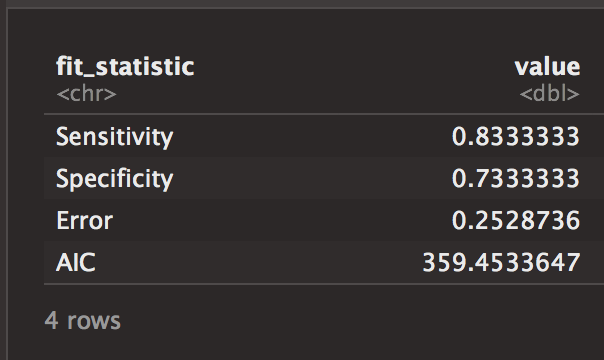 fit_statistic value
<chr> <dbl>
Sensitivity 0.8333333
Specificity 0.7333333
Error 0.2528736
AIC 359.4533647
4 rows